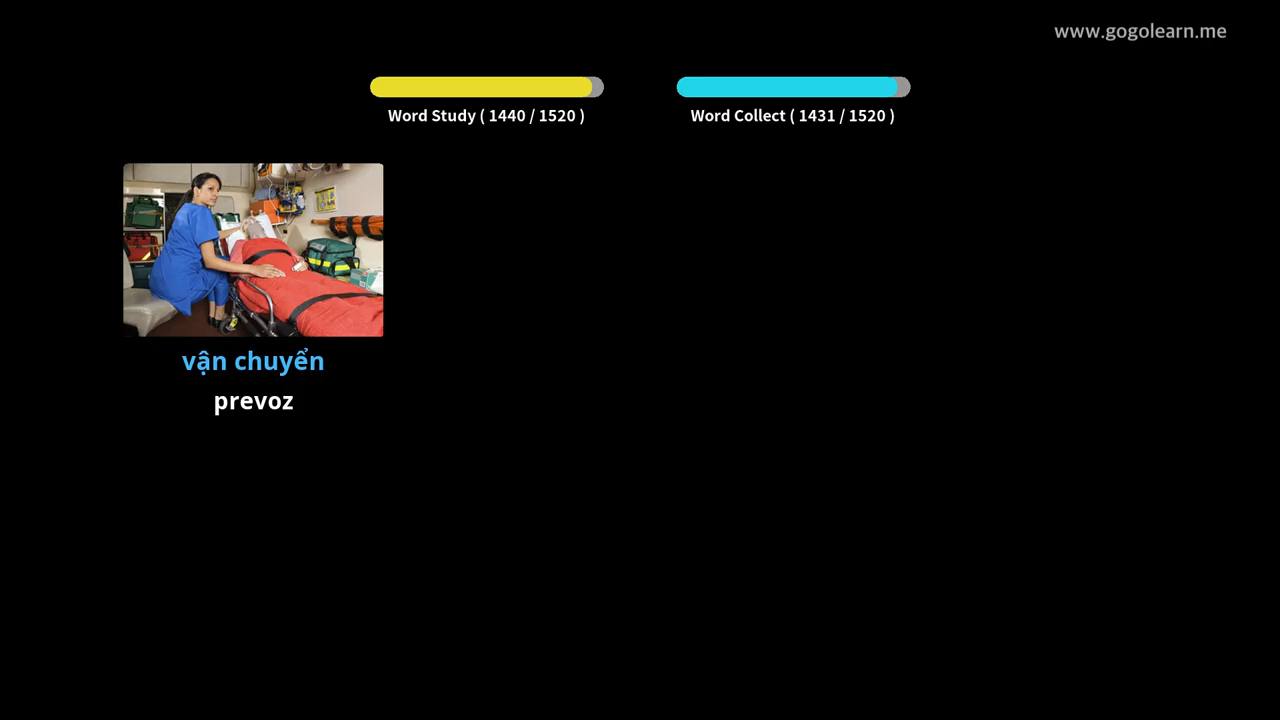 www.gogolearn.me
Word Study ( 1440 / 1520 )
Word Collect ( 1431 / 1520 )
vận chuyển
prevoz